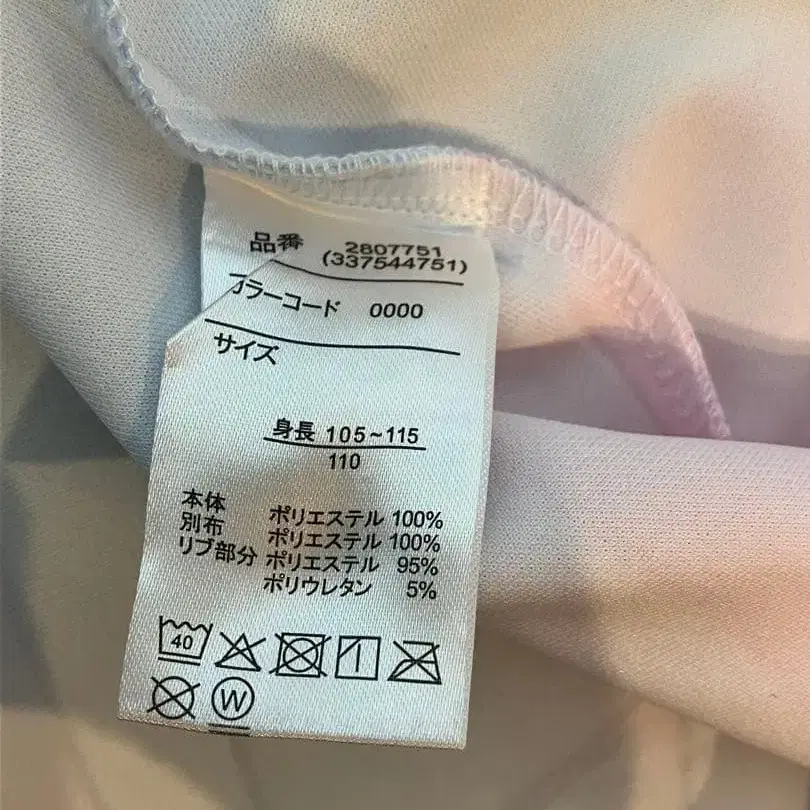 品番 2807751
(337544751)
カラーコード 0000
サイズ
身長 105~115
110
本体 ポリエステル 100%
別布 ポリエステル 100%
リブ部分 ポリエステル 95%
ポリウレタン 5%
40
W